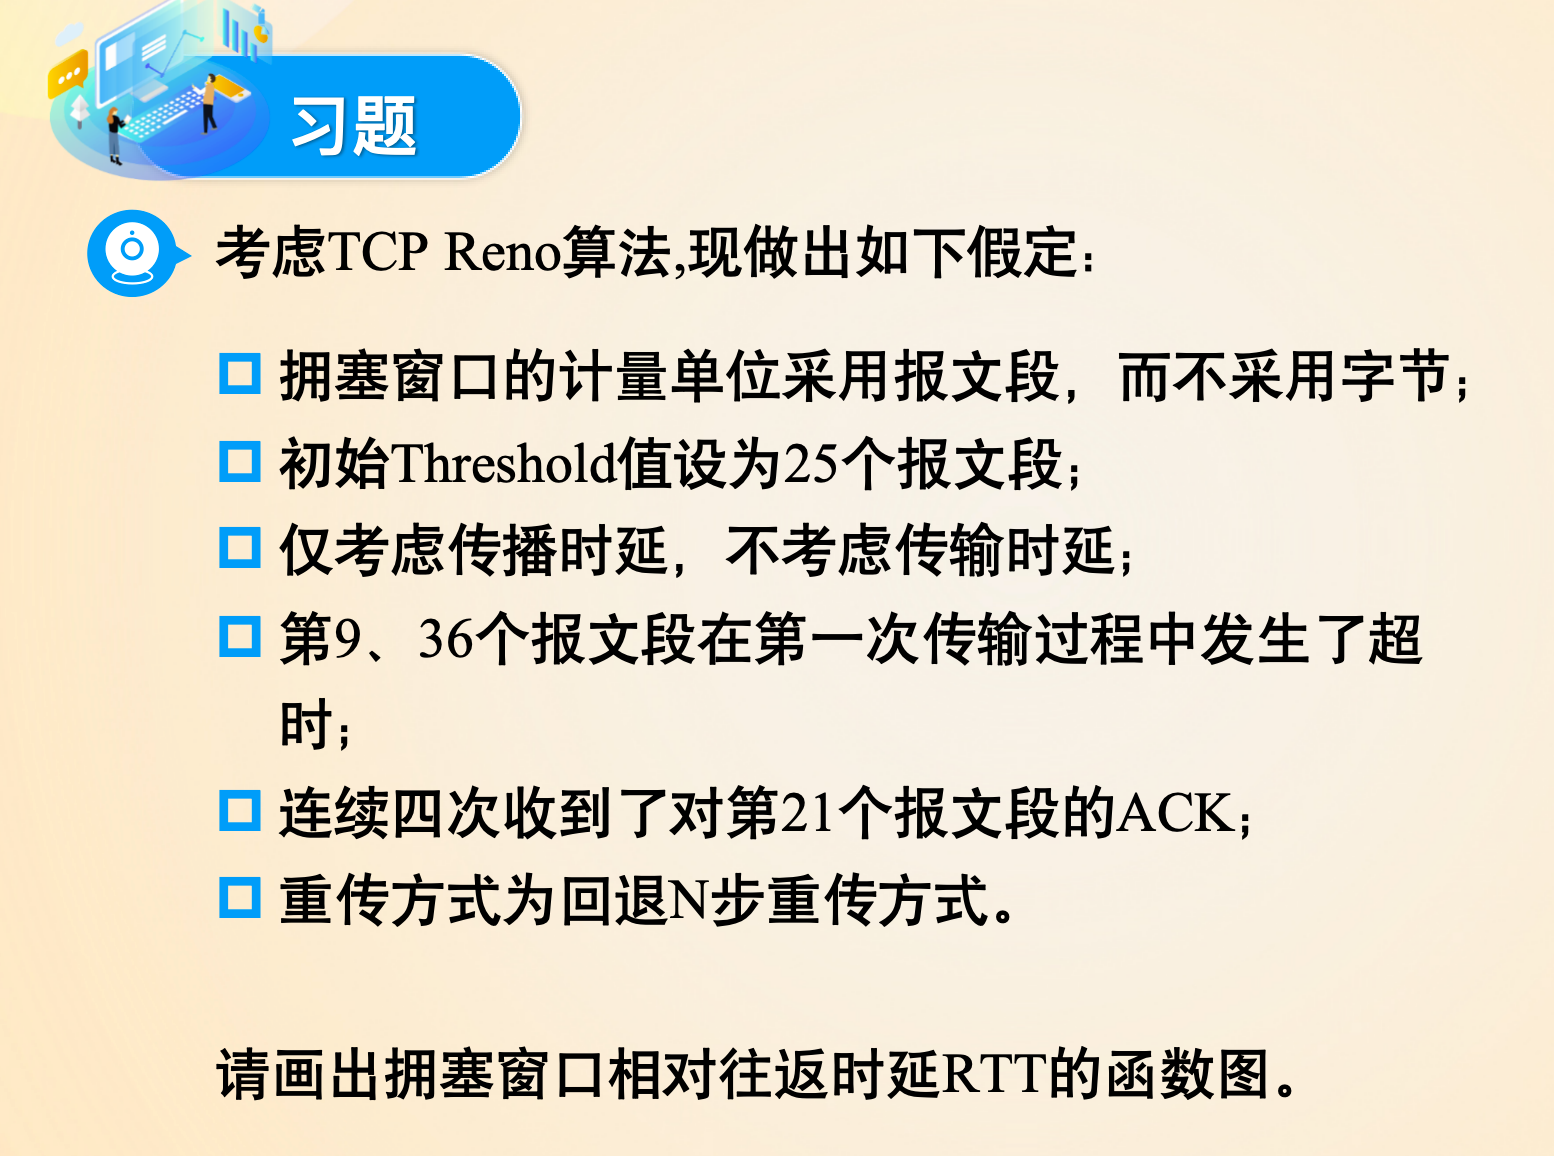 习题
考虑TCP Reno算法,现做出如下假定：
拥塞窗口的计量单位采用报文段，而不采用字节；
初始Threshold值设为25个报文段；
仅考虑传播时延，不考虑传输时延；
第9、36个报文段在第一次传输过程中发生了超
时；
连续四次收到了对第21个报文段的ACK；
重传方式为回退N步重传方式。
请画出拥塞窗口相对往返时延RTT的函数图。